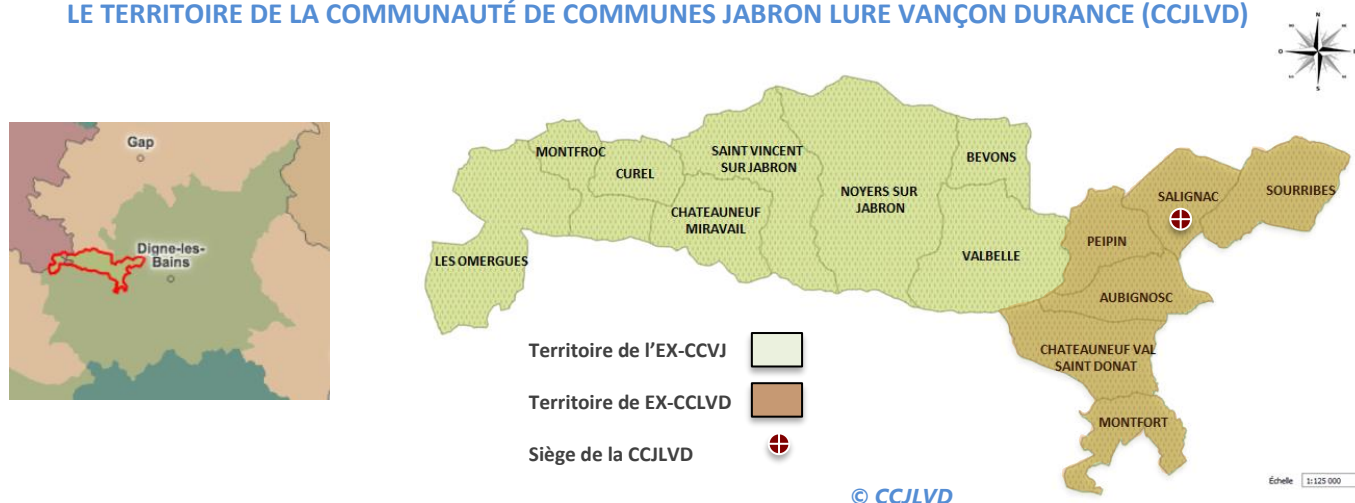 LE TERRITOIRE DE LA COMMUNAUTÉ DE COMMUNES JABRON LURE VANÇON DURANCE (CCJLVD)
N
O
S
Gap
Digne-les-
Bains
MONTFROC
CUREL
SAINT VINCENT
SUR JABRON
BEVONS
NOYERS SUR
JABRON
CHATEAUNEUF
MIRAVAIL
LES OMERGUES
VALBELLE
SALIGNAC
SOURRIBES
PEIPIN
AUBIGNOSC
CHATEAUNEUF VAL
SAINT DONAT
MONTFORT
Territoire de l'EX-CCVJ
Territoire de EX-CCLVD
Siège de la CCJLVD
© CCJLVD
Échelle 1:125 000